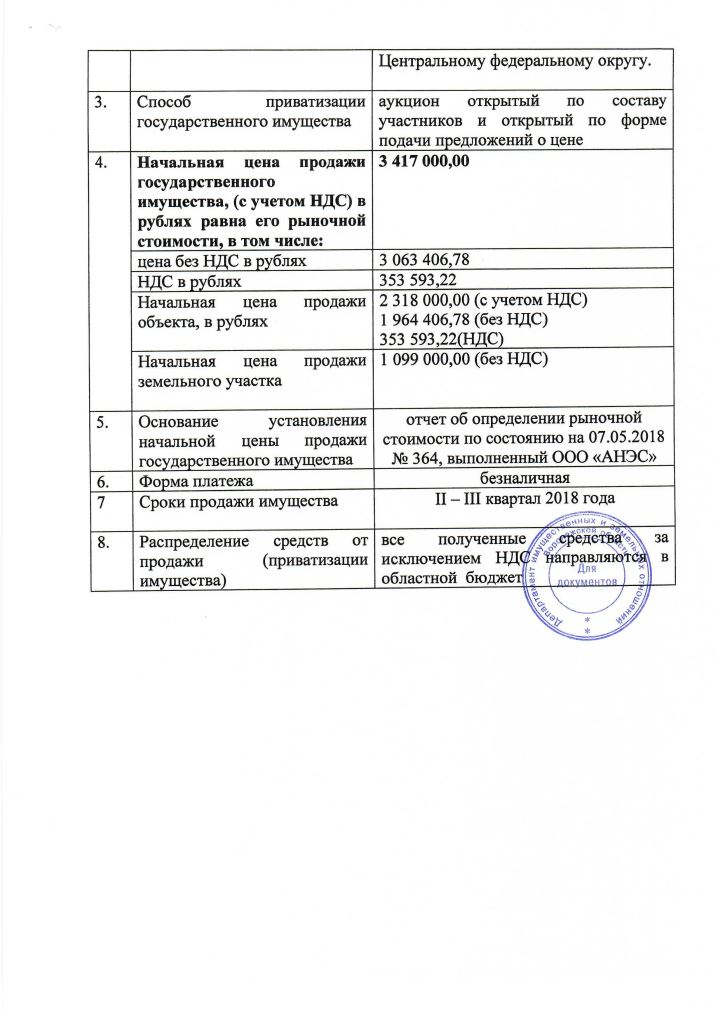 Центральному федеральному округу.
3. Способ приватизации государственного имущества
аукцион открытый по составу
участников и открытый по форме
подачи предложений о цене
4. Начальная цена продажи
государственного
имущества, (с учетом НДС) в
рублях равна его рыночной
стоимости, в том числе:
3 417 000,00
цена без НДС в рублях 3 063 406,78
НДС в рублях 353 593,22
Начальная цена продажи
объекта, в рублях
2 318 000,00 (с учетом НДС)
1 964 406,78 (без НДС)
353 593,22(НДС)
Начальная цена продажи
земельного участка
1 099 000,00 (без НДС)
5. Основание установления
начальной цены продажи
государственного имущества
отчет об определении рыночной
стоимости по состоянию на 07.05.2018
№ 364, выполненный ООО «АНЭС»
6. Форма платежа безналичная
7 Сроки продажи имущества II – III квартал 2018 года
8. Распределение средств от
продажи (приватизации
имущества)
все полученные средства за
исключением НДС направляются в
областной бюджет
Департамент имущественных и земельных отношений
Воронежской области
Для
документов